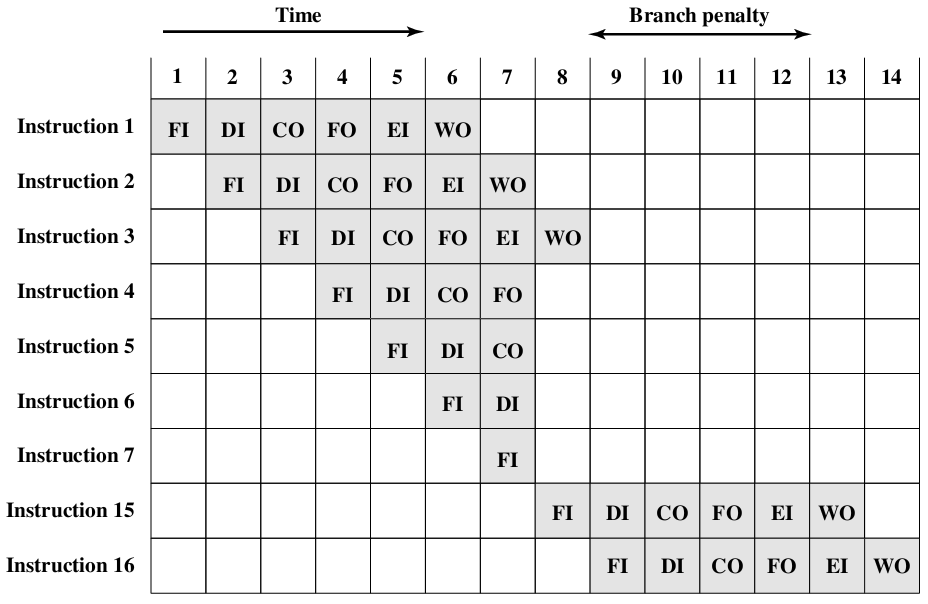 Time Branch penalty
1 2 3 4 5 6 7 8 9 10 11 12 13 14
Instruction 1 FI DI CO FO EI WO
Instruction 2 FI DI CO FO EI WO
Instruction 3 FI DI CO FO EI WO
Instruction 4 FI DI CO FO
Instruction 5 FI DI CO
Instruction 6 FI DI
Instruction 7 FI
Instruction 15 FI DI CO FO EI WO
Instruction 16 FI DI CO FO EI WO